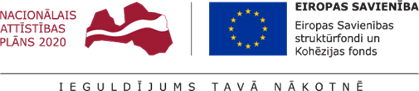 NACIONĀLAIS
ATTĪSTĪBAS
PLĀNS 2020
EIROPAS SAVIENĪBA
Eiropas Savienības
struktūrfondi un
Kohēzijas fonds
IEGULDĪJUMS TAVĀ NĀKOTNĒ